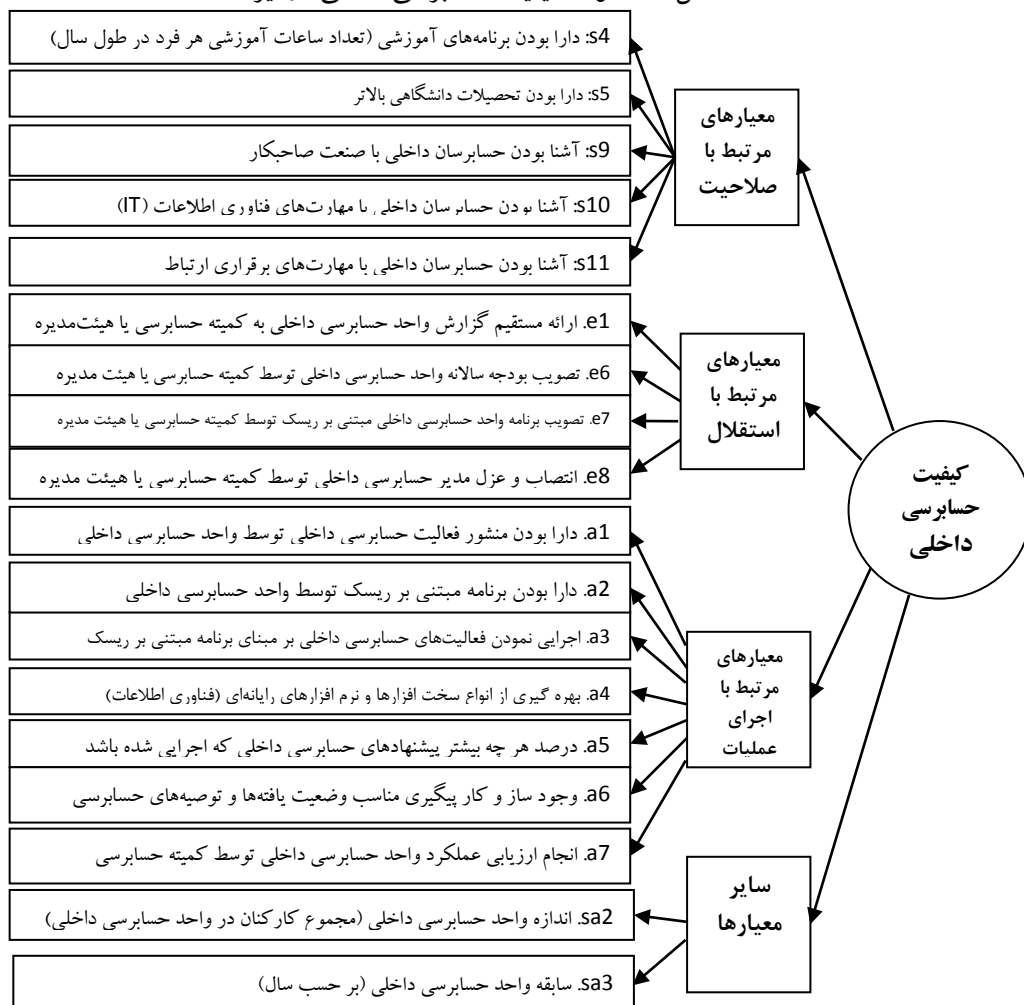 s4: دارا بودن برنامه‌های آموزشی (تعداد ساعات آموزشی هر فرد در طول سال)
s5: دارا بودن تحصیلات دانشگاهی بالاتر
s9: آشنا بودن حسابرسان داخلی با صنعت صاحبکار
s10: آشنا بودن حسابرسان داخلی با مهارت‌های فناوری اطلاعات (IT)
s11: آشنا بودن حسابرسان داخلی با مهارت‌های برقراری ارتباط
معیارهای
مرتبط با
صلاحیت
e1. ارائه مستقیم گزارش واحد حسابرسی داخلی به کمیته حسابرسی یا هیئت‌مدیره
e6. تصویب بودجه سالانه واحد حسابرسی داخلی توسط کمیته حسابرسی یا هیئت مدیره
e7. تصویب برنامه واحد حسابرسی داخلی مبتنی بر ریسک توسط کمیته حسابرسی یا هیئت مدیره
e8. انتصاب و عزل مدیر حسابرسی داخلی توسط کمیته حسابرسی یا هیئت مدیره
معیارهای
مرتبط با
استقلال
کیفیت
حسابرسی
داخلی
a1. دارا بودن منشور فعالیت حسابرسی داخلی توسط واحد حسابرسی داخلی
a2. دارا بودن برنامه مبتنی بر ریسک توسط واحد حسابرسی داخلی
a3. اجرایی نمودن فعالیت‌های حسابرسی داخلی بر مبنای برنامه مبتنی بر ریسک
a4. بهره گیری از انواع سخت افزارها و نرم افزارهای رایانه‌ای (فناوری اطلاعات)
a5. درصد هر چه بیشتر پیشنهادهای حسابرسی داخلی که اجرایی شده باشد
a6. وجود ساز و کار پیگیری مناسب وضعیت یافته‌ها و توصیه‌های حسابرسی
a7. انجام ارزیابی عملکرد واحد حسابرسی داخلی توسط کمیته حسابرسی
معیارهای
مرتبط با
اجرای
عملیات
sa2. اندازه واحد حسابرسی داخلی (مجموع کارکنان در واحد حسابرسی داخلی)
sa3. سابقه واحد حسابرسی داخلی (بر حسب سال)
سایر
معیارها